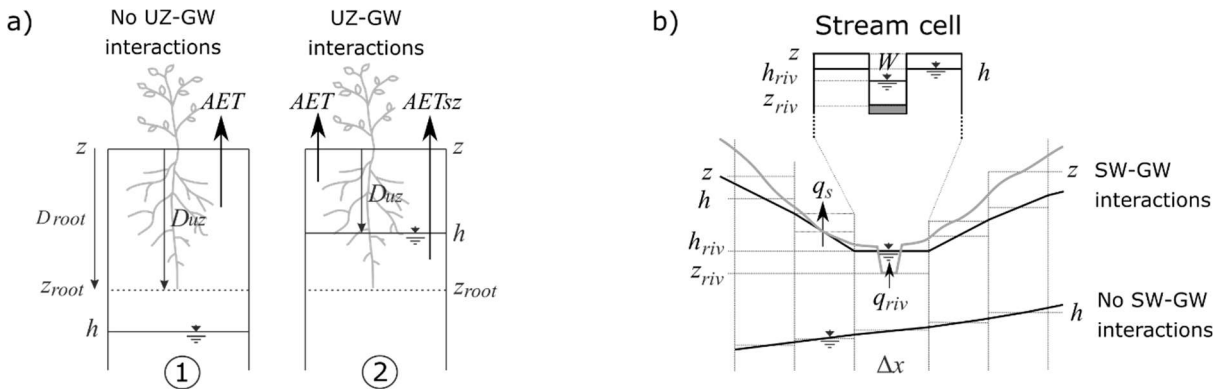 a)
No UZ-GW
interactions
UZ-GW
interactions
AET
AET
AETsz
z
z
D root
Duz
Duz
h
zroot
zroot
h
1
2
b)
Stream cell
z
W
hriv
h
zriv
z
h
qs
z
SW-GW
interactions
hriv
zriv
qriv
h
No SW-GW
interactions
Δx